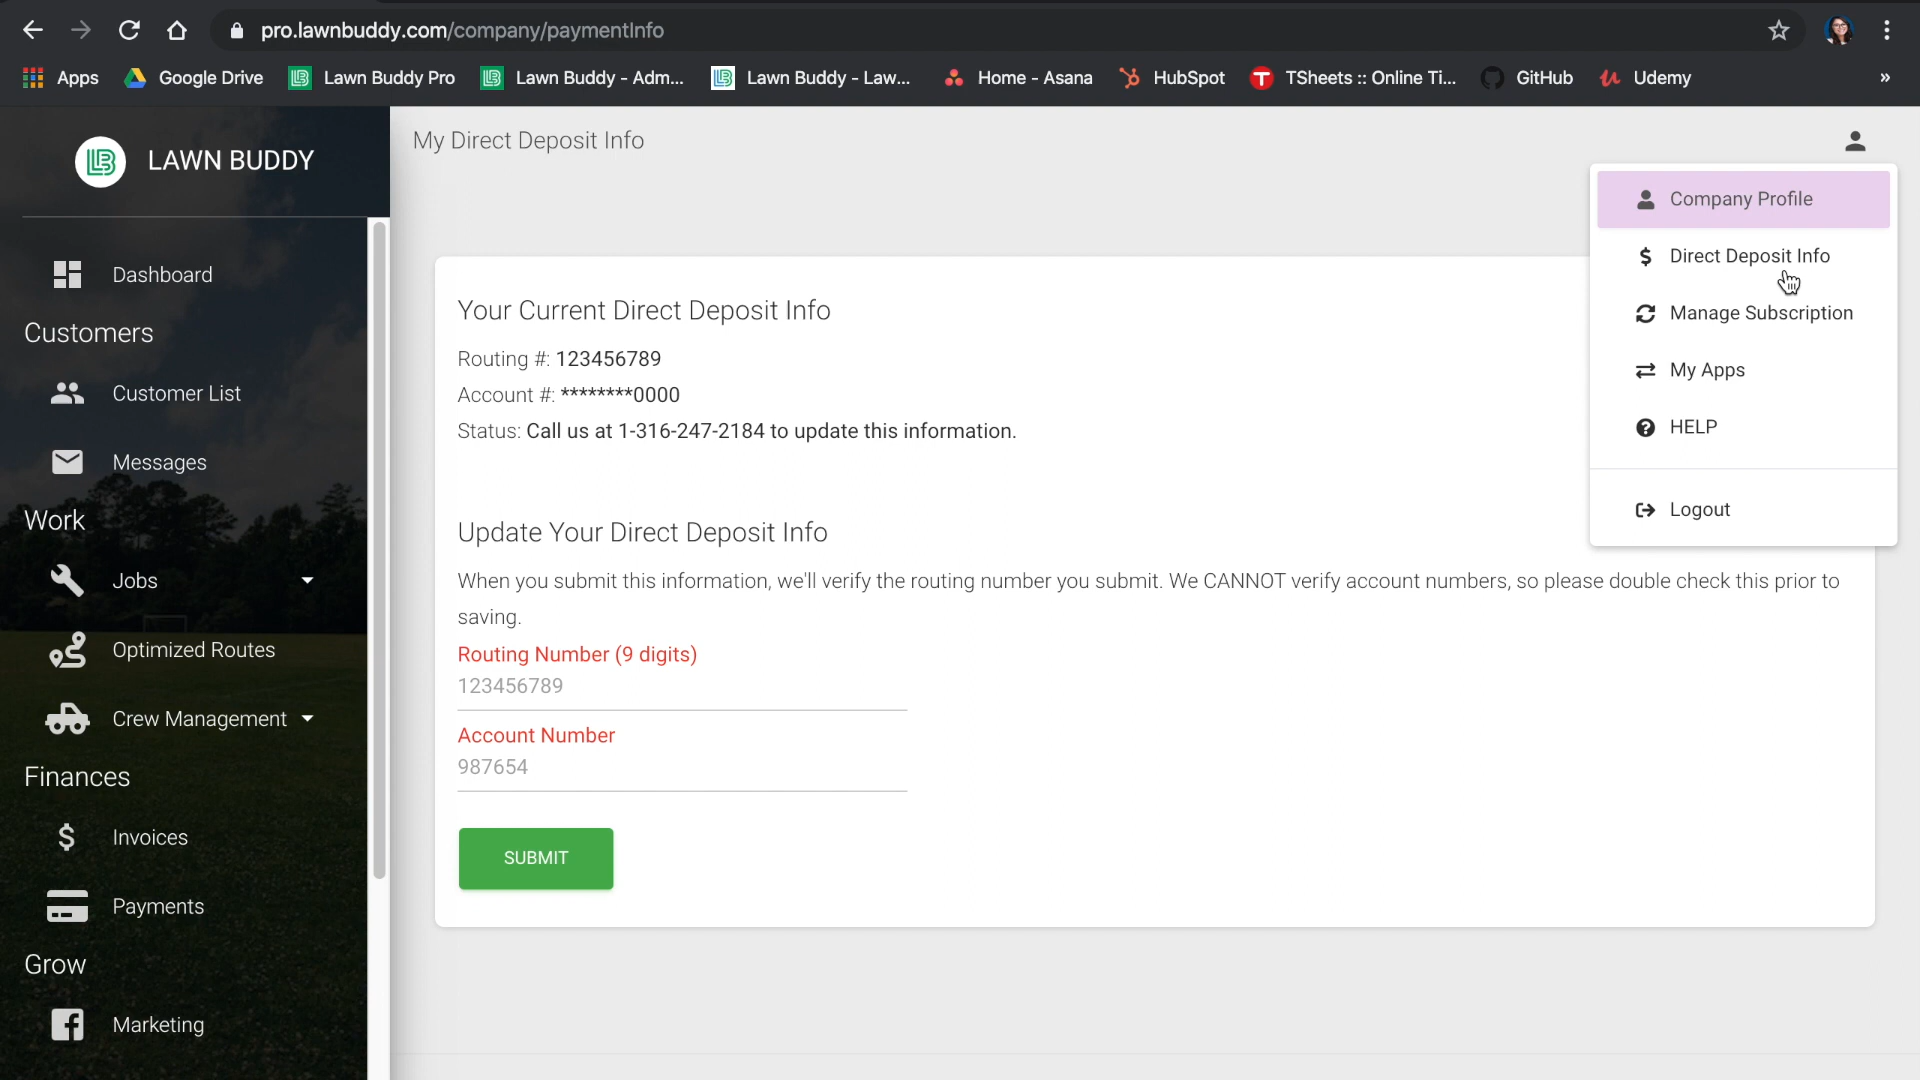 pro.lawnbuddy.com/company/paymentInfo
Apps
Google Drive
Lawn Buddy Pro
Lawn Buddy - Adm...
Lawn Buddy - Law...
Home - Asana
HubSpot
TSheets :: Online Ti...
GitHub
Udemy
»
LAWN BUDDY
Dashboard
Customers
Customer List
Messages
Work
Jobs
Optimized Routes
Crew Management
Finances
Invoices
Payments
Grow
Marketing
My Direct Deposit Info
Company Profile
Direct Deposit Info
Manage Subscription
My Apps
HELP
Logout
Your Current Direct Deposit Info
Routing #: 123456789
Account #: ********0000
Status: Call us at 1-316-247-2184 to update this information.
Update Your Direct Deposit Info
When you submit this information, we'll verify the routing number you submit. We CANNOT verify account numbers, so please double check this prior to
saving.
Routing Number (9 digits)
123456789
Account Number
987654
SUBMIT